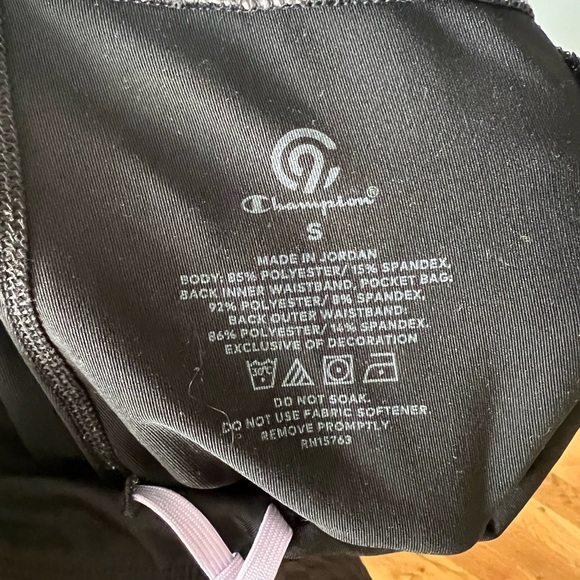 C9
Champion®
S
MADE IN JORDAN
BODY: 85% POLYESTER/ 15% SPANDEX,
BACK INNER WAISTBAND, POCKET BAG:
92% POLYESTER/ 8% SPANDEX,
BACK OUTER WAISTBAND:
86% POLYESTER/ 14% SPANDEX,
EXCLUSIVE OF DECORATION
30°C
DO NOT SOAK.
DO NOT USE FABRIC SOFTENER.
REMOVE PROMPTLY.
RN15763